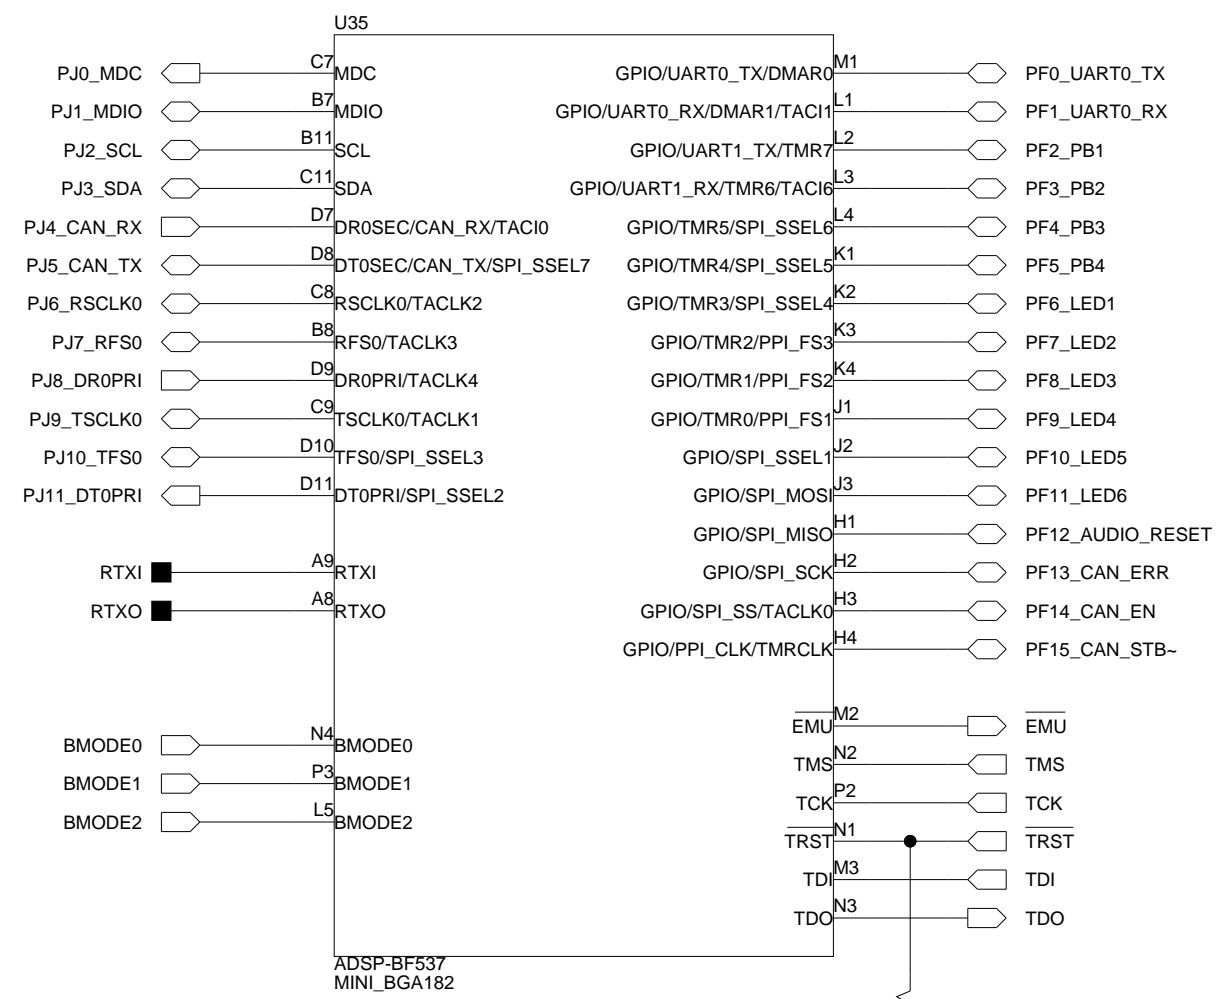 U35
PJ0_MDC C7 MDC GPIO/UART0_TX/DMAR0 M1 PF0_UART0_TX
PJ1_MDIO B7 MDIO GPIO/UART0_RX/DMAR1/TACI1 L1 PF1_UART0_RX
PJ2_SCL B11 SCL GPIO/UART1_TX/TMR7 L2 PF2_PB1
PJ3_SDA C11 SDA GPIO/UART1_RX/TMR6/TACI6 L3 PF3_PB2
PJ4_CAN_RX D7 DR0SEC/CAN_RX/TACI0 GPIO/TMR5/SPI_SSEL6 L4 PF4_PB3
PJ5_CAN_TX D8 DT0SEC/CAN_TX/SPI_SSEL7 GPIO/TMR4/SPI_SSEL5 K1 PF5_PB4
PJ6_RSCLK0 C8 RSCLK0/TACLK2 GPIO/TMR3/SPI_SSEL4 K2 PF6_LED1
PJ7_RFS0 B8 RFS0/TACLK3 GPIO/TMR2/PPI_FS3 K3 PF7_LED2
PJ8_DR0PRI D9 DR0PRI/TACLK4 GPIO/TMR1/PPI_FS2 K4 PF8_LED3
PJ9_TSCLK0 C9 TSCLK0/TACLK1 GPIO/TMR0/PPI_FS1 J1 PF9_LED4
PJ10_TFS0 D10 TFS0/SPI_SSEL3 GPIO/SPI_SSEL1 J2 PF10_LED5
PJ11_DT0PRI D11 DT0PRI/SPI_SSEL2 GPIO/SPI_MOSI J3 PF11_LED6
GPIO/SPI_MISO H1 PF12_AUDIO_RESET
RTXI A9 RTXI GPIO/SPI_SCK H2 PF13_CAN_ERR
RTXO A8 RTXO GPIO/SPI_SS/TACLK0 H3 PF14_CAN_EN
GPIO/PPI_CLK/TMRCLK H4 PF15_CAN_STB~
EMU M2 EMU
BMODE0 N4 BMODE0
TMS N2 TMS
BMODE1 P3 BMODE1
TCK P2 TCK
BMODE2 L5 BMODE2
TRST N1 TRST
TDI M3 TDI
TDO N3 TDO
ADSP-BF537
MINI_BGA182